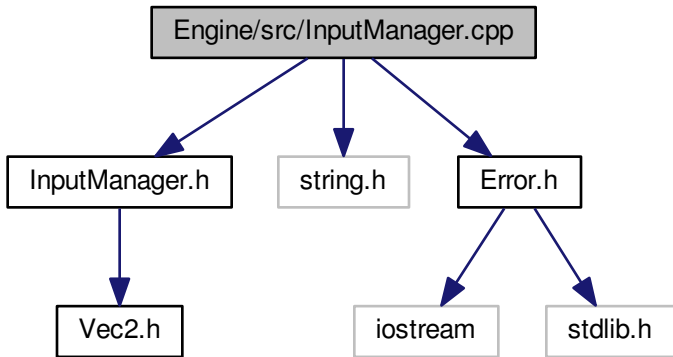 Engine/src/InputManager.cpp
InputManager.h
string.h
Error.h
Vec2.h
iostream
stdlib.h